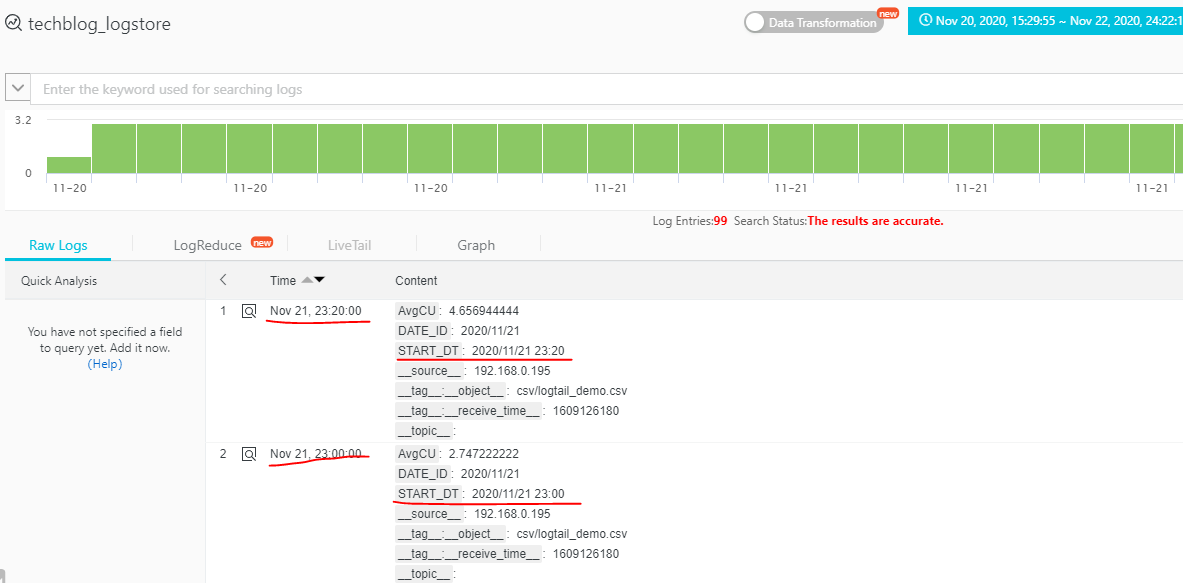 techblog_logstore
Data Transformation new
Nov 20, 2020, 15:29:55 ~ Nov 22, 2020, 24:22:1
Enter the keyword used for searching logs
3.2
0
11-20 11-20 11-20 11-21 11-21 11-21 11-21
Log Entries:99 Search Status:The results are accurate.
Raw Logs LogReduce new LiveTail Graph
Quick Analysis
You have not specified a field
to query yet. Add it now.
(Help)
Time Content
1 Nov 21, 23:20:00 AvgCU : 4.656944444
DATE_ID : 2020/11/21
START_DT : 2020/11/21 23:20
__source__ : 192.168.0.195
__tag__:__object__ : csv/logtail_demo.csv
__tag__:__receive_time__ : 1609126180
__topic__ :
2 Nov 21, 23:00:00 AvgCU : 2.747222222
DATE_ID : 2020/11/21
START_DT : 2020/11/21 23:00
__source__ : 192.168.0.195
__tag__:__object__ : csv/logtail_demo.csv
__tag__:__receive_time__ : 1609126180
__topic__ :